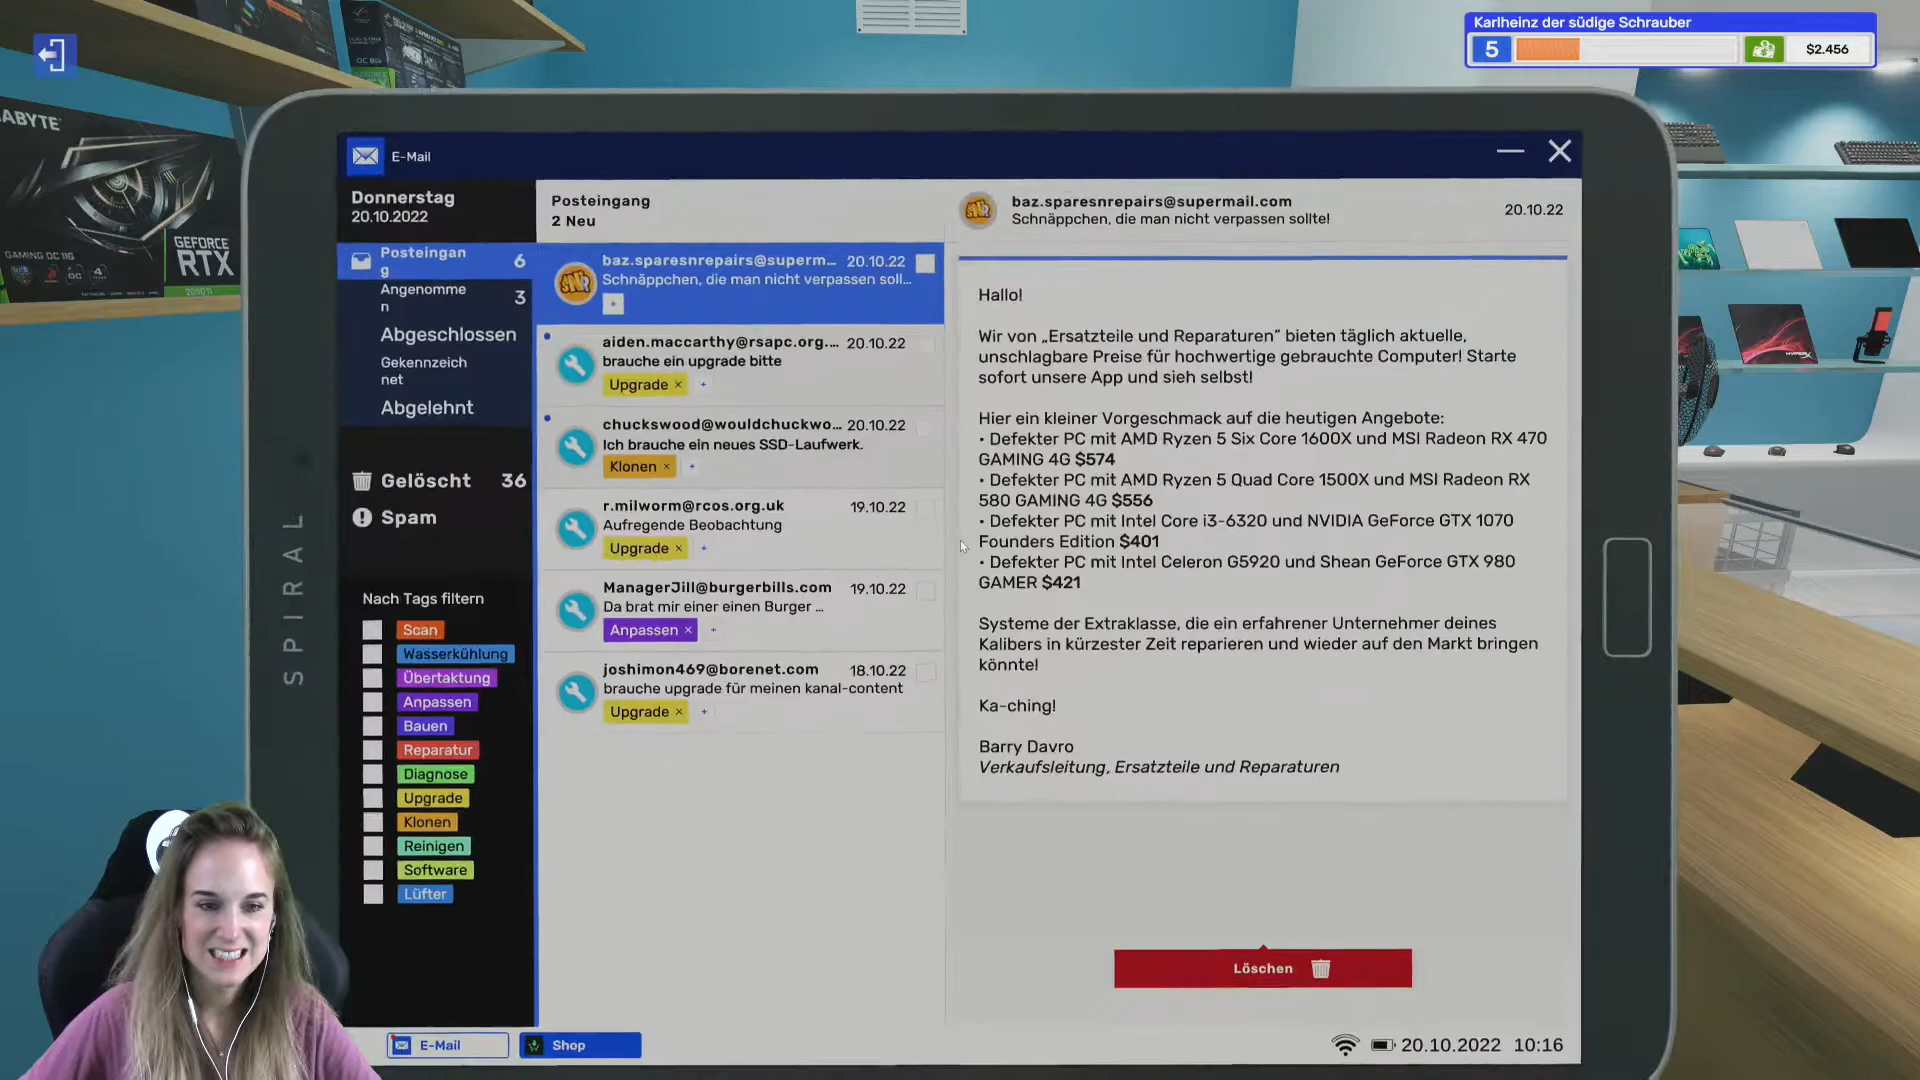 Karlheinz der südige Schrauber
5
$2.456
GIGABYTE
GEFORCE
RTX
GAMING OC 11G
OC
2080 Ti
SPIRAL
E-Mail
Donnerstag
20.10.2022
Posteingan
g
6
Angenomme
n
3
Abgeschlossen
Gekennzeich
net
Abgelehnt
Gelöscht 36
Spam
Nach Tags filtern
Scan
Wasserkühlung
Übertaktung
Anpassen
Bauen
Reparatur
Diagnose
Upgrade
Klonen
Reinigen
Software
Lüfter
Posteingang
2 Neu
baz.sparesnrepairs@superm... 20.10.22
Schnäppchen, die man nicht verpassen soll...
+
aiden.maccarthy@rsapc.org.... 20.10.22
brauche ein upgrade bitte
Upgrade × +
chuckswood@wouldchuckwo... 20.10.22
Ich brauche ein neues SSD-Laufwerk.
Klonen × +
r.milworm@rcos.org.uk 19.10.22
Aufregende Beobachtung
Upgrade × +
ManagerJill@burgerbills.com 19.10.22
Da brat mir einer einen Burger ...
Anpassen × +
joshimon469@borenet.com 18.10.22
brauche upgrade für meinen kanal-content
Upgrade × +
baz.sparesnrepairs@supermail.com
Schnäppchen, die man nicht verpassen sollte!
20.10.22
Hallo!
Wir von „Ersatzteile und Reparaturen“ bieten täglich aktuelle,
unschlagbare Preise für hochwertige gebrauchte Computer! Starte
sofort unsere App und sieh selbst!
Hier ein kleiner Vorgeschmack auf die heutigen Angebote:
• Defekter PC mit AMD Ryzen 5 Six Core 1600X und MSI Radeon RX 470
GAMING 4G $574
• Defekter PC mit AMD Ryzen 5 Quad Core 1500X und MSI Radeon RX
580 GAMING 4G $556
• Defekter PC mit Intel Core i3-6320 und NVIDIA GeForce GTX 1070
Founders Edition $401
• Defekter PC mit Intel Celeron G5920 und Shean GeForce GTX 980
GAMER $421
Systeme der Extraklasse, die ein erfahrener Unternehmer deines
Kalibers in kürzester Zeit reparieren und wieder auf den Markt bringen
könnte!
Ka-ching!
Barry Davro
Verkaufsleitung, Ersatzteile und Reparaturen
Löschen
E-Mail
Shop
20.10.2022 10:16
HYPERX